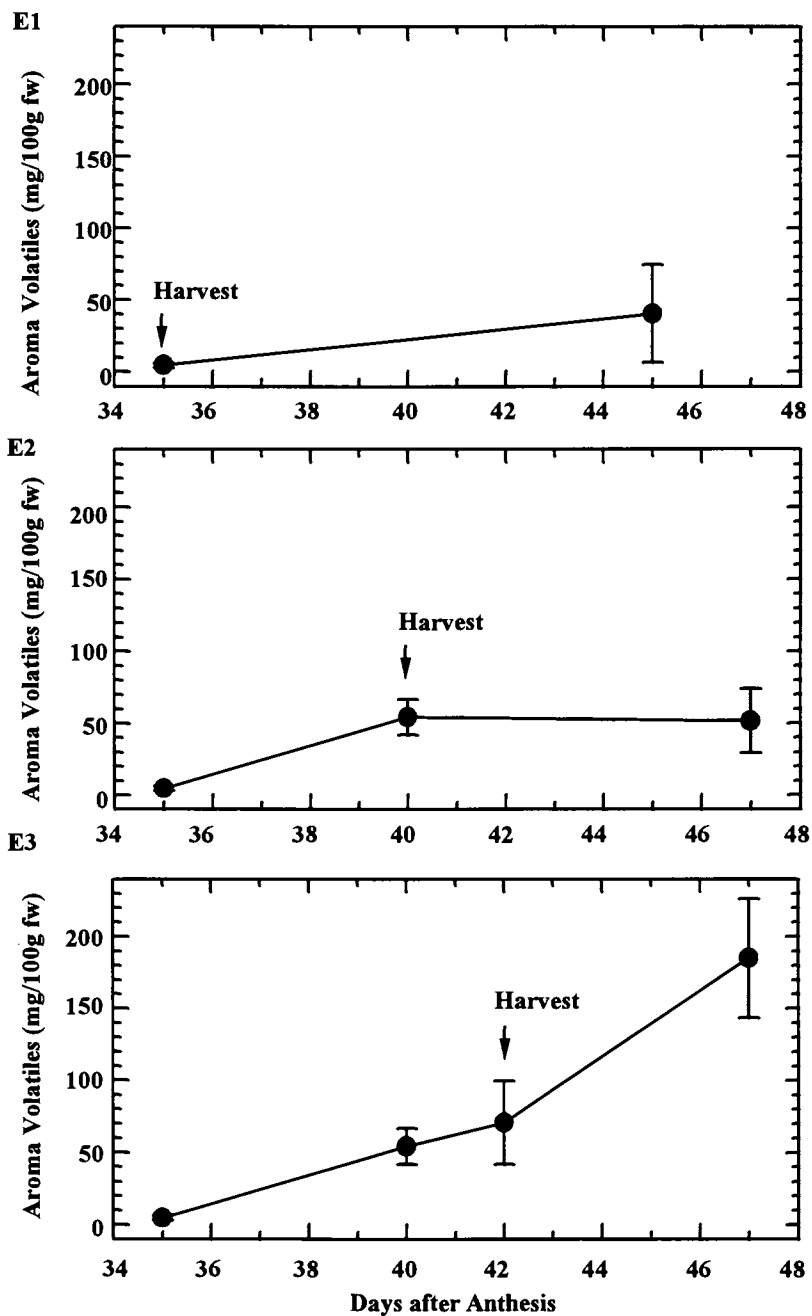 E1
Aroma Volatiles (mg/100g fw)
200
150
100
50
0
Harvest
34 36 38 40 42 44 46 48
E2
Aroma Volatiles (mg/100g fw)
200
150
100
50
0
Harvest
34 36 38 40 42 44 46 48
E3
Aroma Volatiles (mg/100g fw)
200
150
100
50
0
Harvest
34 36 38 40 42 44 46 48
Days after Anthesis